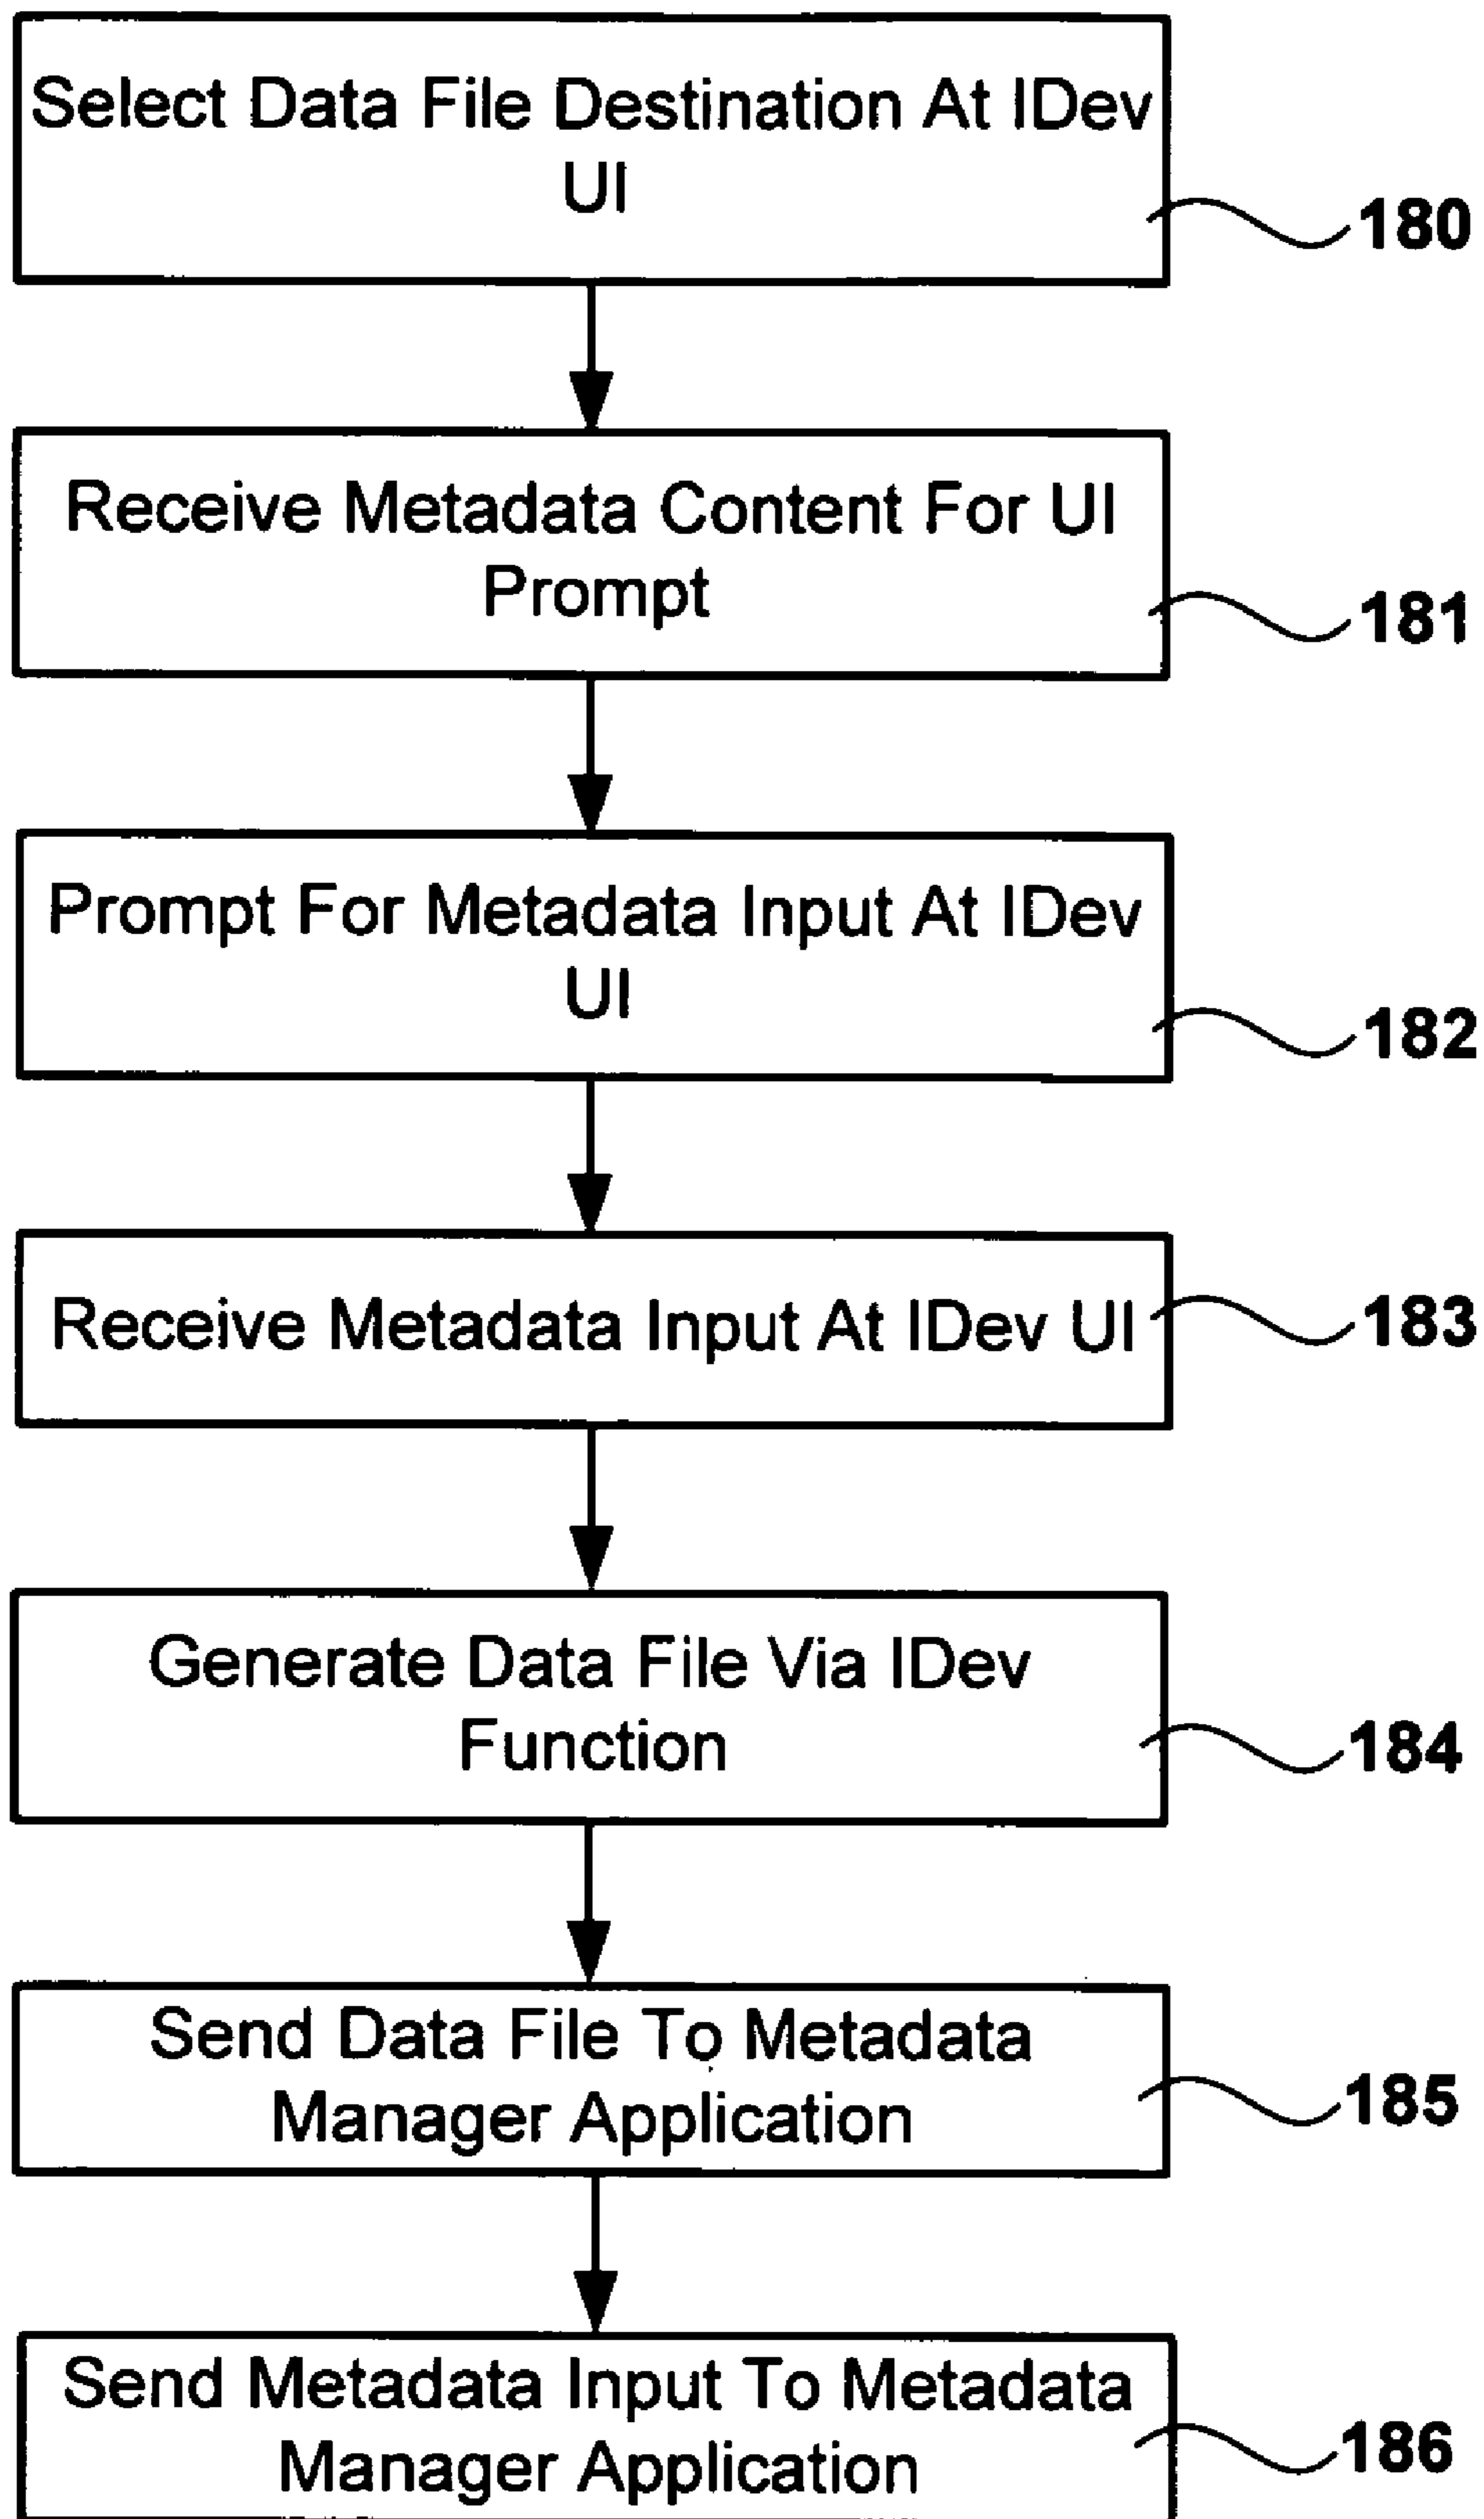 Select Data File Destination At IDev
UI
180
Receive Metadata Content For UI
Prompt
181
Prompt For Metadata Input At IDev
UI
182
Receive Metadata Input At IDev UI
183
Generate Data File Via IDev
Function
184
Send Data File To Metadata
Manager Application
185
Send Metadata Input To Metadata
Manager Application
186